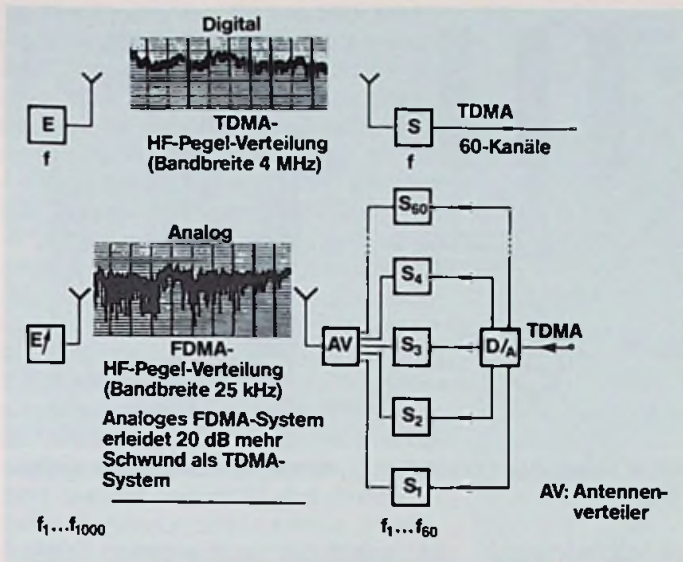 Digital
E
f
TDMA-
HF-Pegel-Verteilung
(Bandbreite 4 MHz)
S
f
TDMA
60-Kanäle
Analog
E
FDMA-
HF-Pegel-Verteilung
(Bandbreite 25 kHz)
Analoges FDMA-System
erleidet 20 dB mehr
Schwund als TDMA-
System
f₁...f₁₀₀₀
AV
S₆₀
S₄
S₃
S₂
S₁
D/A
TDMA
f₁...f₆₀
AV: Antennen-
verteiler